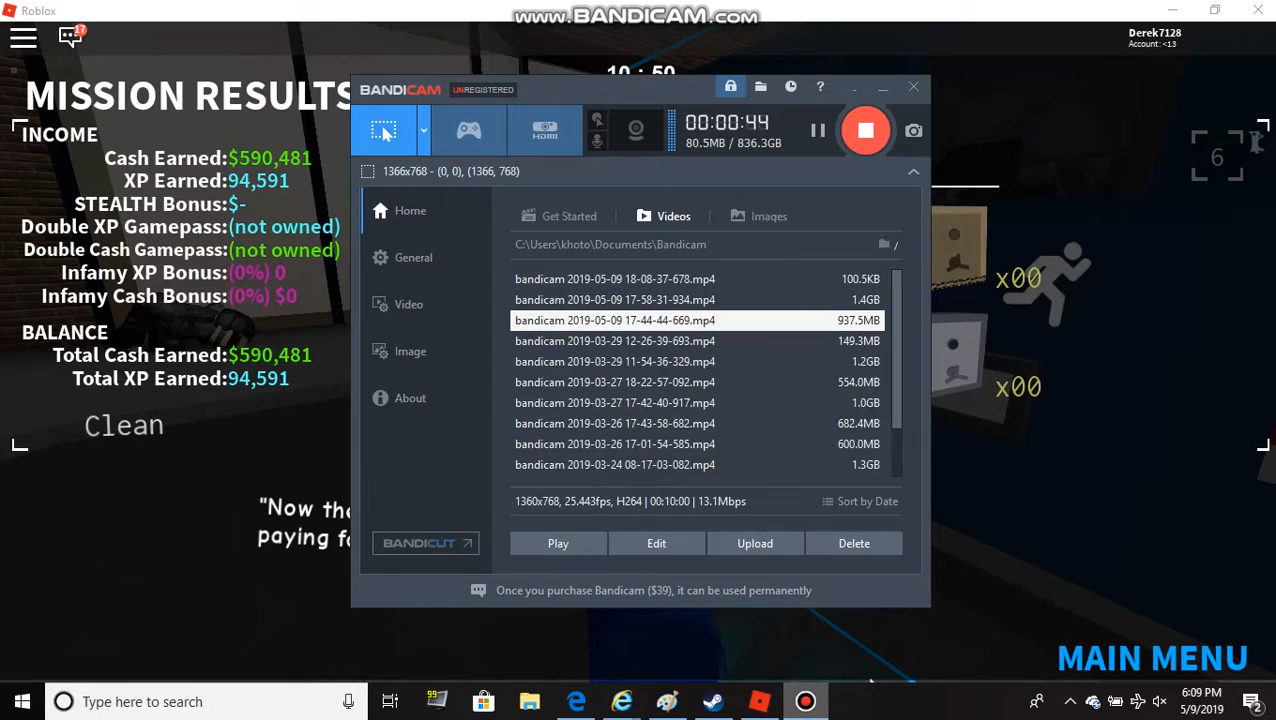 Roblox
www.BANDICAM.com
17
Derek7128
Account: <13
10 : 50
MISSION RESULTS
INCOME
Cash Earned:$590,481
XP Earned:94,591
STEALTH Bonus:$-
Double XP Gamepass:(not owned)
Double Cash Gamepass:(not owned)
Infamy XP Bonus:(0%) 0
Infamy Cash Bonus:(0%) $0
BALANCE
Total Cash Earned:$590,481
Total XP Earned:94,591
Clean
"Now the
paying fo
BANDICAM UNREGISTERED
?
HDMI
00:00:44
80.5MB / 836.3GB
1366x768 - (0, 0), (1366, 768)
Home
General
Video
Image
About
BANDICUT
Get Started
Videos
Images
C:\Users\khoto\Documents\Bandicam
/
bandicam 2019-05-09 18-08-37-678.mp4 100.5KB
bandicam 2019-05-09 17-58-31-934.mp4 1.4GB
bandicam 2019-05-09 17-44-44-669.mp4 937.5MB
bandicam 2019-03-29 12-26-39-693.mp4 149.3MB
bandicam 2019-03-29 11-54-36-329.mp4 1.2GB
bandicam 2019-03-27 18-22-57-092.mp4 554.0MB
bandicam 2019-03-27 17-42-40-917.mp4 1.0GB
bandicam 2019-03-26 17-43-58-682.mp4 682.4MB
bandicam 2019-03-26 17-01-54-585.mp4 600.0MB
bandicam 2019-03-24 08-17-03-082.mp4 1.3GB
1360x768, 25.443fps, H264 | 00:10:00 | 13.1Mbps
Sort by Date
Play
Edit
Upload
Delete
Once you purchase Bandicam ($39), it can be used permanently
6
x00
x00
MAIN MENU
Type here to search
99
6:09 PM
5/9/2019
2